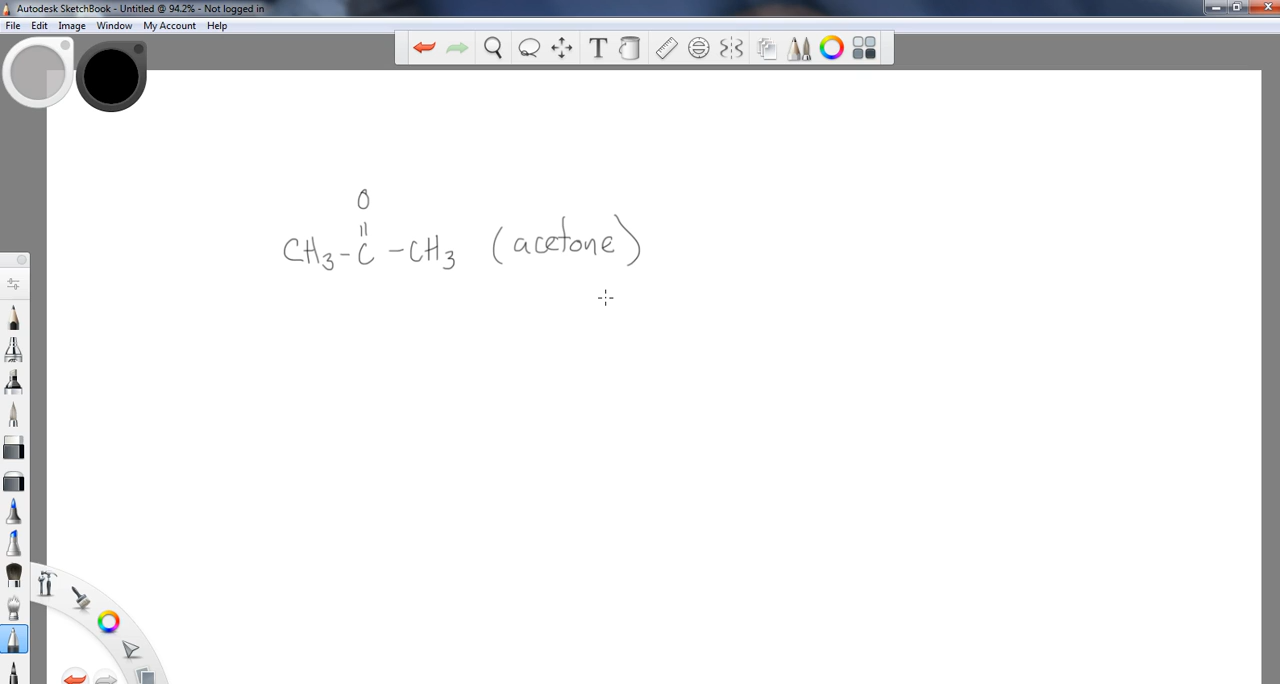 Autodesk SketchBook - Untitled @ 94.2% - Not logged in
File Edit Image Window My Account Help
O
||
CH3-C-CH3 (acetone)